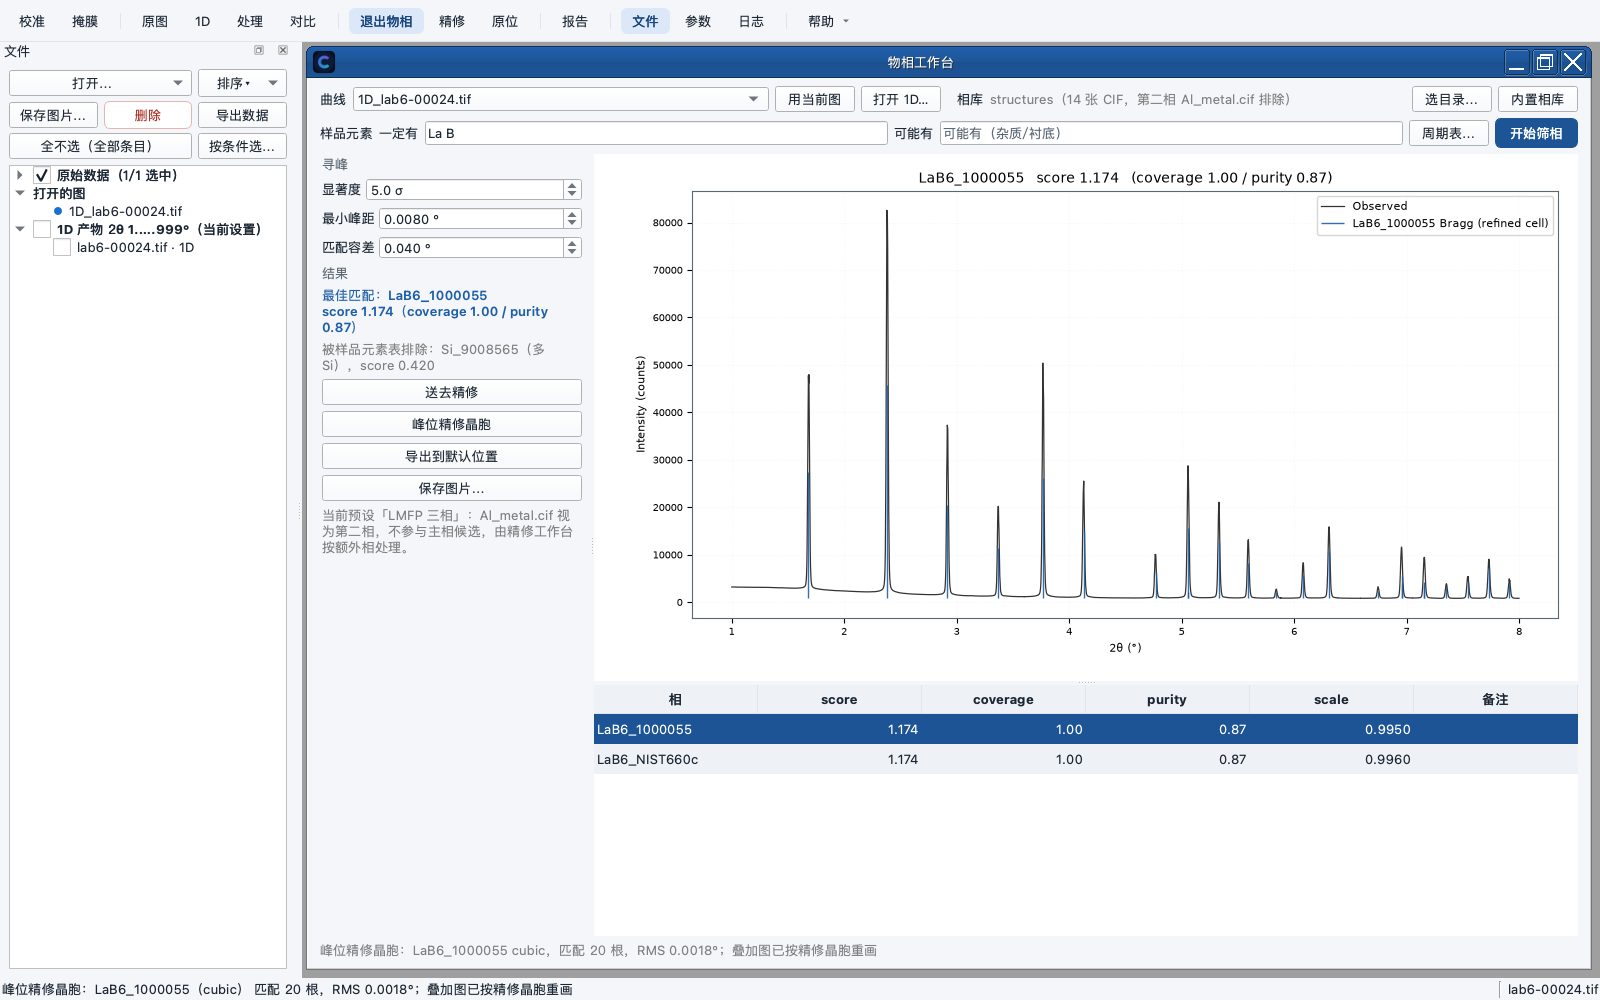 校准 掩膜 原图 1D 处理 对比 退出物相 精修 原位 报告 文件 参数 日志 帮助
文件
打开... 排序
保存图片... 删除 导出数据
全不选（全部条目） 按条件选...
原始数据（1/1 选中）
打开的图
1D_lab6-00024.tif
1D 产物 2θ 1.....999°（当前设置）
lab6-00024.tif · 1D
物相工作台
曲线 1D_lab6-00024.tif 用当前图 打开 1D... 相库 structures（14 张 CIF，第二相 Al_metal.cif 排除） 选目录... 内置相库
样品元素 一定有 La B 可能有 可能有（杂质/衬底） 周期表... 开始筛相
寻峰
显著度 5.0 σ
最小峰距 0.0080 °
匹配容差 0.040 °
结果
最佳匹配：LaB6_1000055
score 1.174（coverage 1.00 / purity
0.87）
被样品元素表排除：Si_9008565（多
Si），score 0.420
送去精修
峰位精修晶胞
导出到默认位置
保存图片...
当前预设「LMFP 三相」：Al_metal.cif 视
为第二相，不参与主相候选，由精修工作台
按额外相处理。
LaB6_1000055 score 1.174 (coverage 1.00 / purity 0.87)
Observed
LaB6_1000055 Bragg (refined cell)
Intensity (counts)
80000
70000
60000
50000
40000
30000
20000
10000
0
1 2 3 4 5 6 7 8
2θ (°)
相 score coverage purity scale 备注
LaB6_1000055 1.174 1.00 0.87 0.9950
LaB6_NIST660c 1.174 1.00 0.87 0.9960
峰位精修晶胞：LaB6_1000055 cubic，匹配 20 根，RMS 0.0018°；叠加图已按精修晶胞重画
峰位精修晶胞：LaB6_1000055（cubic） 匹配 20 根，RMS 0.0018°；叠加图已按精修晶胞重画 lab6-00024.tif